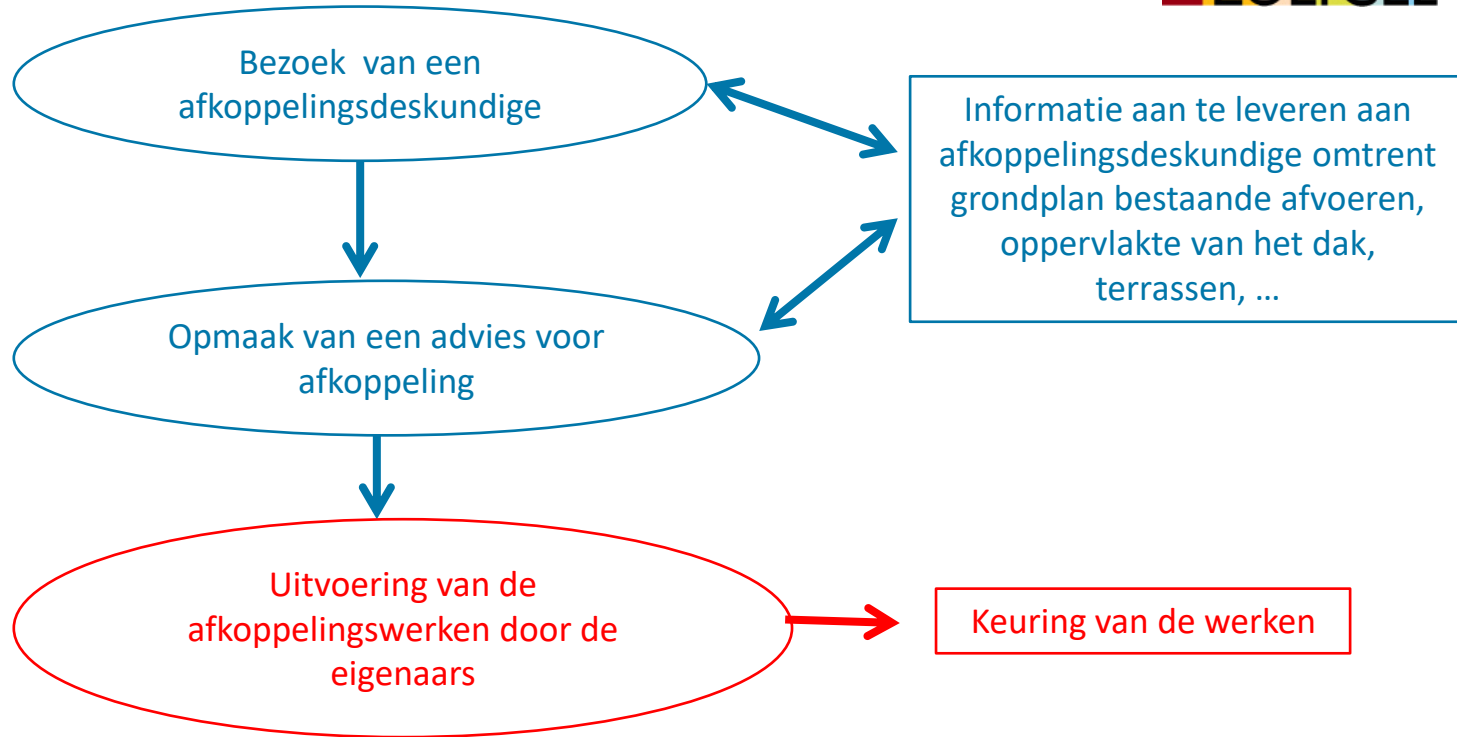 Bezoek van een
afkoppelingsdeskundige
Informatie aan te leveren aan
afkoppelingsdeskundige omtrent
grondplan bestaande afvoeren,
oppervlakte van het dak,
terrassen, ...
Opmaak van een advies voor
afkoppeling
Uitvoering van de
afkoppelingswerken door de
eigenaars
Keuring van de werken